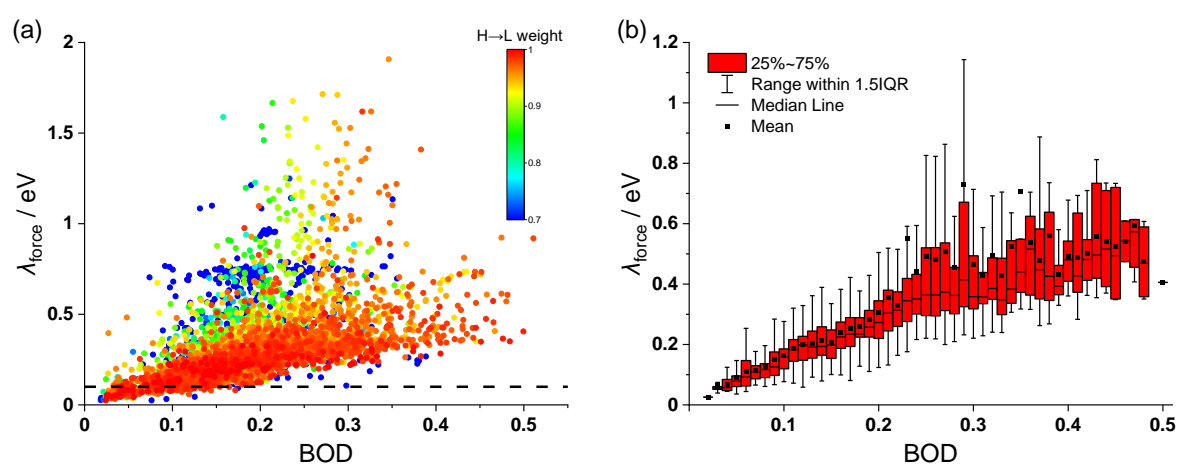 (a)
H→L weight
1
0.9
0.8
0.7
2
1.5
1
0.5
0
λforce / eV
0.0
0.1
0.2
0.3
0.4
0.5
BOD
(b)
25%~75%
Range within 1.5IQR
Median Line
Mean
1.2
1.0
0.8
0.6
0.4
0.2
0.0
λforce / eV
0.1
0.2
0.3
0.4
0.5
BOD